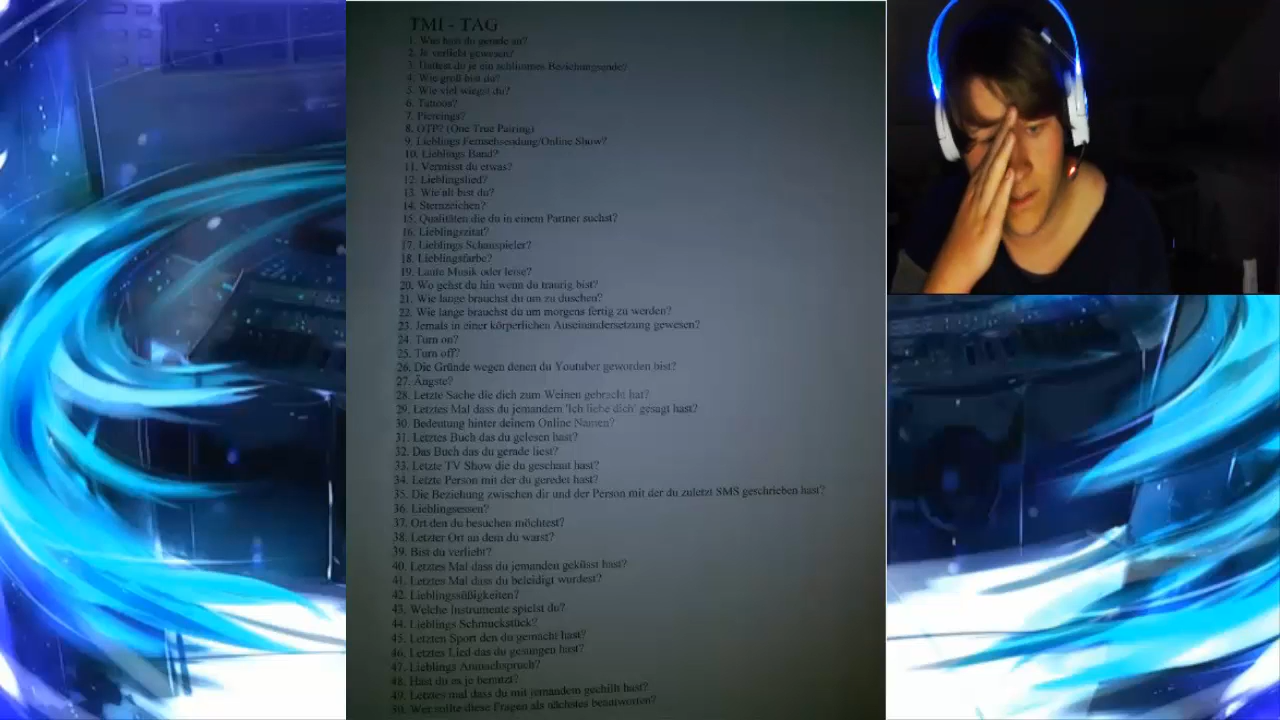 TMI - TAG
1. Was hast du gerade an?
2. Je verliebt gewesen?
3. Hattest du je ein schlimmes Beziehungsende?
4. Wie groß bist du?
5. Wie viel wiegst du?
6. Tattoos?
7. Piercings?
8. OTP? (One True Pairing)
9. Lieblings Fernsehsendung/Online Show?
10. Lieblings Band?
11. Vermisst du etwas?
12. Lieblingslied?
13. Wie alt bist du?
14. Sternzeichen?
15. Qualitäten die du in einem Partner suchst?
16. Lieblingszitat?
17. Lieblings Schauspieler?
18. Lieblingsfarbe?
19. Laute Musik oder leise?
20. Wo gehst du hin wenn du traurig bist?
21. Wie lange brauchst du um zu duschen?
22. Wie lange brauchst du um morgens fertig zu werden?
23. Jemals in einer körperlichen Auseinandersetzung gewesen?
24. Turn on?
25. Turn off?
26. Die Gründe wegen denen du Youtuber geworden bist?
27. Ängste?
28. Letzte Sache die dich zum Weinen gebracht hat?
29. Letztes Mal dass du jemandem 'Ich liebe dich' gesagt hast?
30. Bedeutung hinter deinem Online Namen?
31. Letztes Buch das du gelesen hast?
32. Das Buch das du gerade liest?
33. Letzte TV Show die du geschaut hast?
34. Letzte Person mit der du geredet hast?
35. Die Beziehung zwischen dir und der Person mit der du zuletzt SMS geschrieben hast?
36. Lieblingsessen?
37. Ort den du besuchen möchtest?
38. Letzter Ort an dem du warst?
39. Bist du verliebt?
40. Letztes Mal dass du jemanden geküsst hast?
41. Letztes Mal dass du beleidigt wurdest?
42. Lieblingssüßigkeiten?
43. Welche Instrumente spielst du?
44. Lieblings Schmuckstück?
45. Letzten Sport den du gemacht hast?
46. Letztes Lied das du gesungen hast?
47. Lieblings Anmachspruch?
48. Hast du es je benutzt?
49. Letztes mal dass du mit jemandem gechillt hast?
50. Wer sollte diese Fragen als nächstes beantworten?